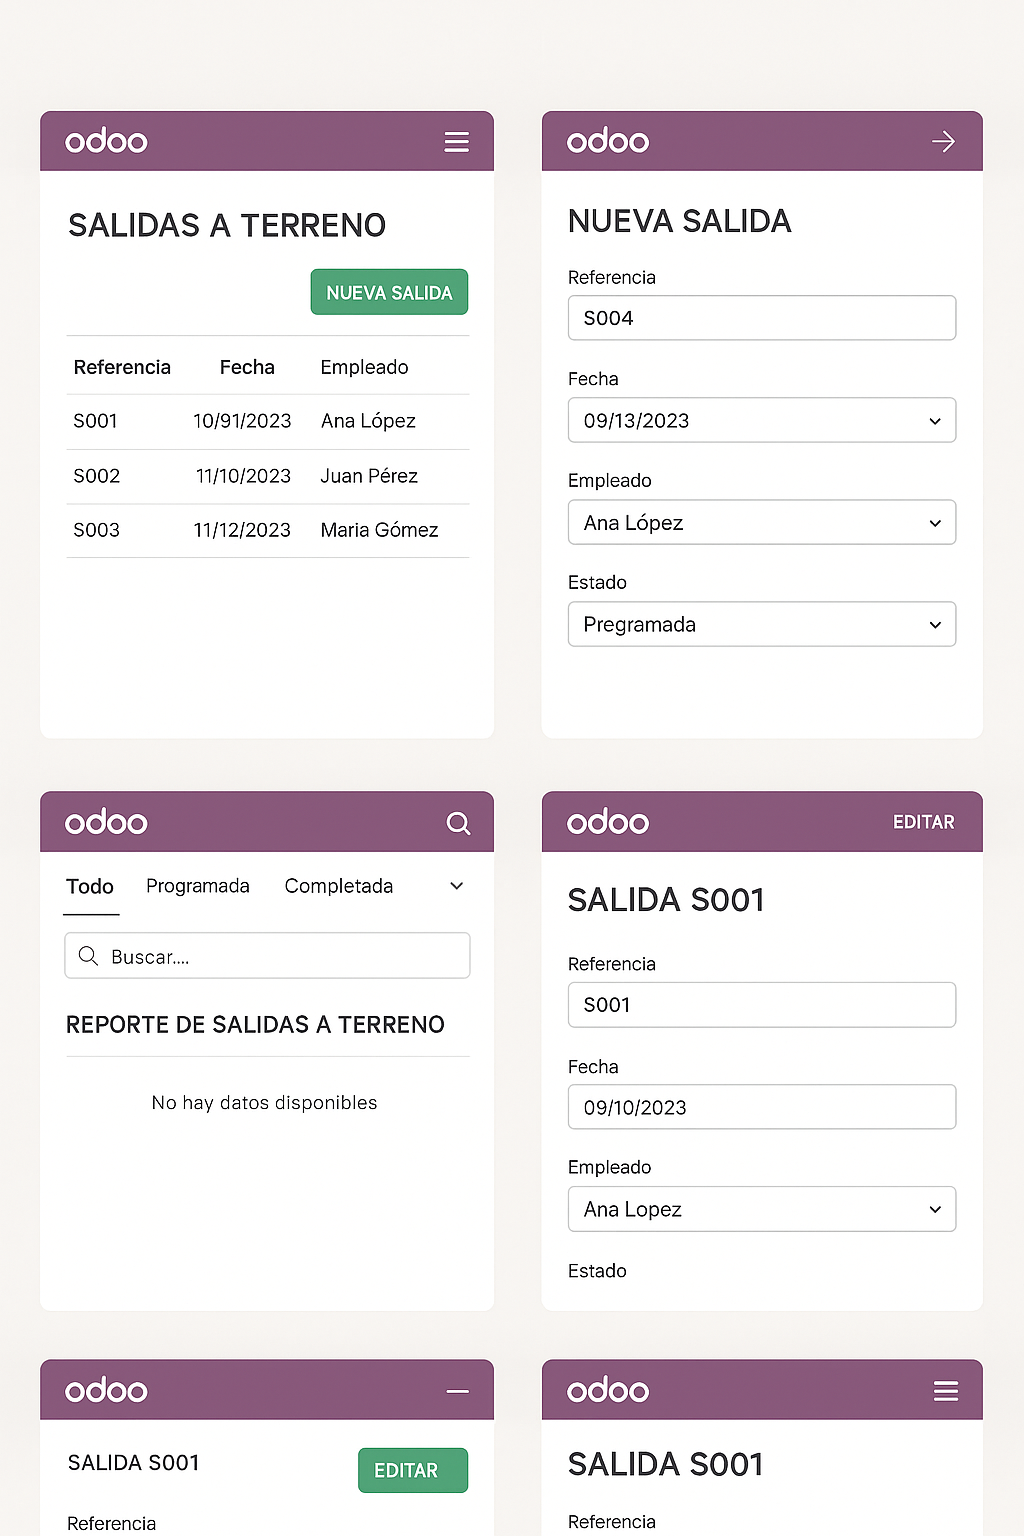 odoo
SALIDAS A TERRENO
NUEVA SALIDA
Referencia Fecha Empleado
S001 10/91/2023 Ana López
S002 11/10/2023 Juan Pérez
S003 11/12/2023 Maria Gómez
odoo
NUEVA SALIDA
Referencia
S004
Fecha
09/13/2023
Empleado
Ana López
Estado
Pregramada
odoo
Todo Programada Completada
Buscar....
REPORTE DE SALIDAS A TERRENO
No hay datos disponibles
odoo EDITAR
SALIDA S001
Referencia
S001
Fecha
09/10/2023
Empleado
Ana Lopez
Estado
odoo
SALIDA S001 EDITAR
Referencia
odoo
SALIDA S001
Referencia